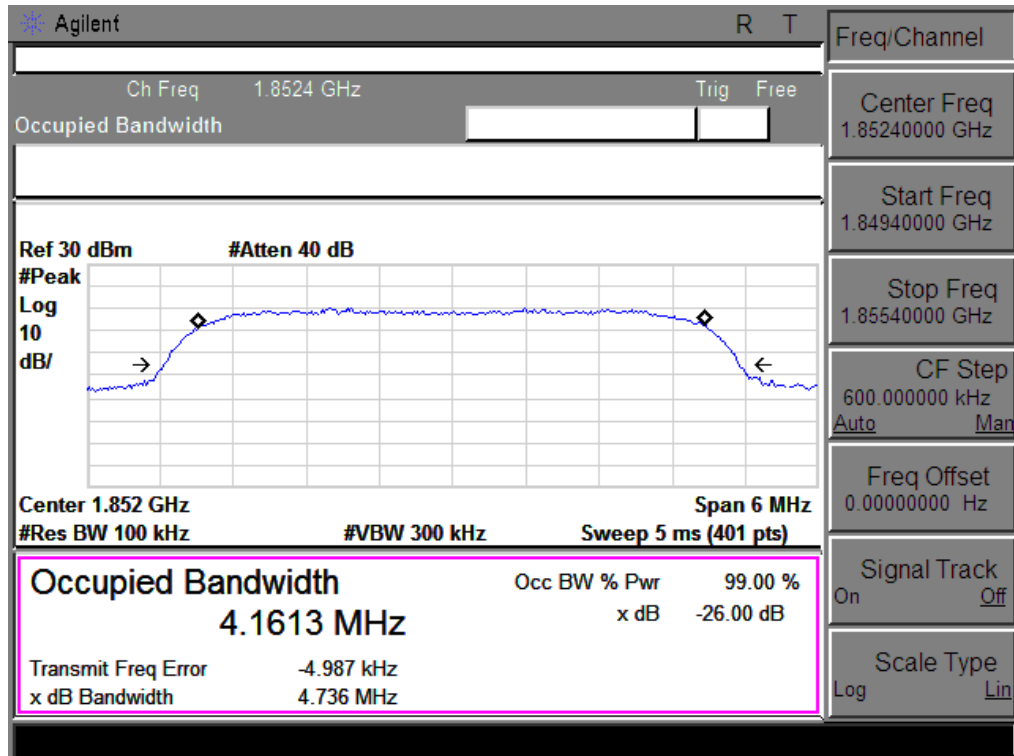 Agilent R T
Ch Freq 1.8524 GHz Trig Free
Occupied Bandwidth
Ref 30 dBm #Atten 40 dB
#Peak
Log
10
dB/
Center 1.852 GHz Span 6 MHz
#Res BW 100 kHz #VBW 300 kHz Sweep 5 ms (401 pts)
Occupied Bandwidth Occ BW % Pwr 99.00 %
4.1613 MHz x dB -26.00 dB
Transmit Freq Error -4.987 kHz
x dB Bandwidth 4.736 MHz
Freq/Channel
Center Freq
1.85240000 GHz
Start Freq
1.84940000 GHz
Stop Freq
1.85540000 GHz
CF Step
600.000000 kHz
Auto Man
Freq Offset
0.00000000 Hz
Signal Track
On Off
Scale Type
Log Lin